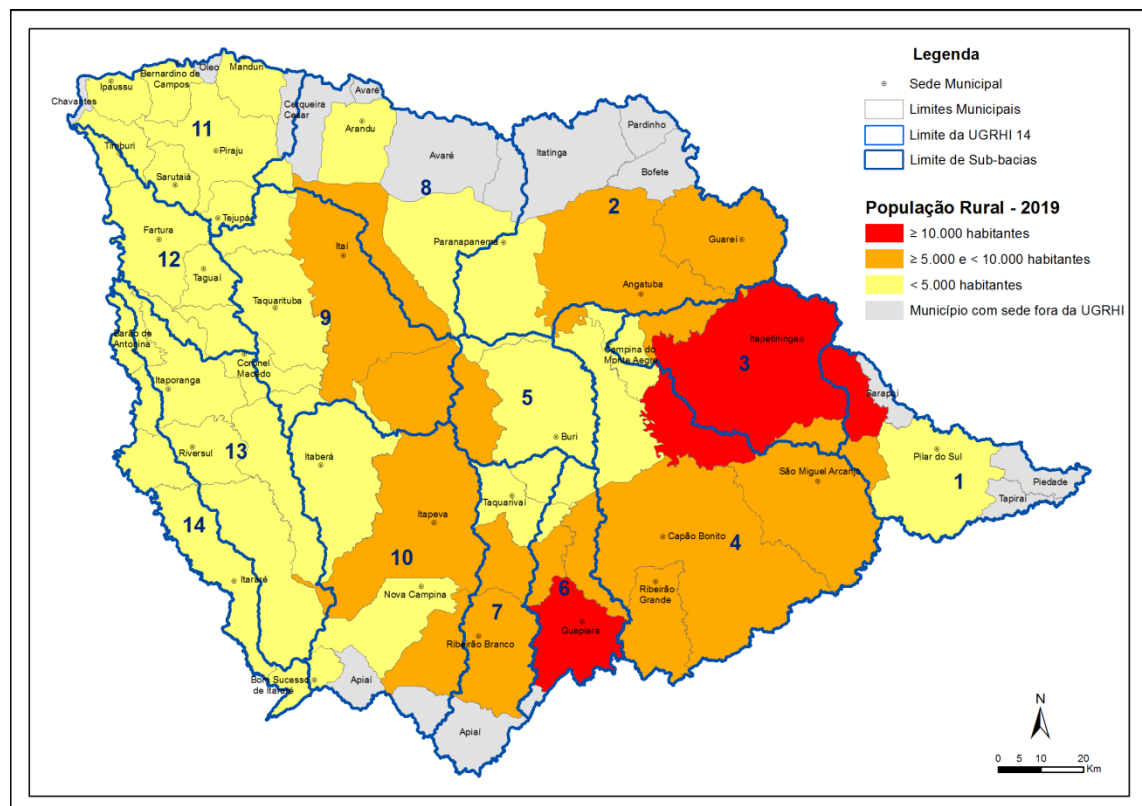 Legenda
Sede Municipal
Limites Municipais
Limite da UGRHI 14
Limite de Sub-bacias
População Rural - 2019
≥ 10.000 habitantes
≥ 5.000 e < 10.000 habitantes
< 5.000 habitantes
Município com sede fora da UGRHI
Bernardino de
Campos
Óleo
Manduri
Ipaussu
Chavantes
Cerqueira
Cesar
Avaré
Arandu
11
Timburi
Piraju
Sarutaiá
Tejupá
Avaré
8
Itatinga
Pardinho
Bofete
2
Guareí
Fartura
12
Taguaí
Itaí
Paranapanema
Angatuba
Taquarituba
9
Barão de
Antonina
Coronel
Macedo
Itaporanga
Campina do
Monte Aegre
Itapetininga
3
Sarapuí
5
Buri
Riversul
13
Itaberá
Pilar do Sul
1
Piedade
Tapiraí
São Miguel Arcanjo
Taquarivaí
Itapeva
14
Capão Bonito
4
10
Itararé
Nova Campina
7
6
Ribeirão
Grande
Guapiara
Ribeirão Branco
Bom Sucesso
de Itararé
Apiaí
Apiaí
N
0 5 10 20
Km